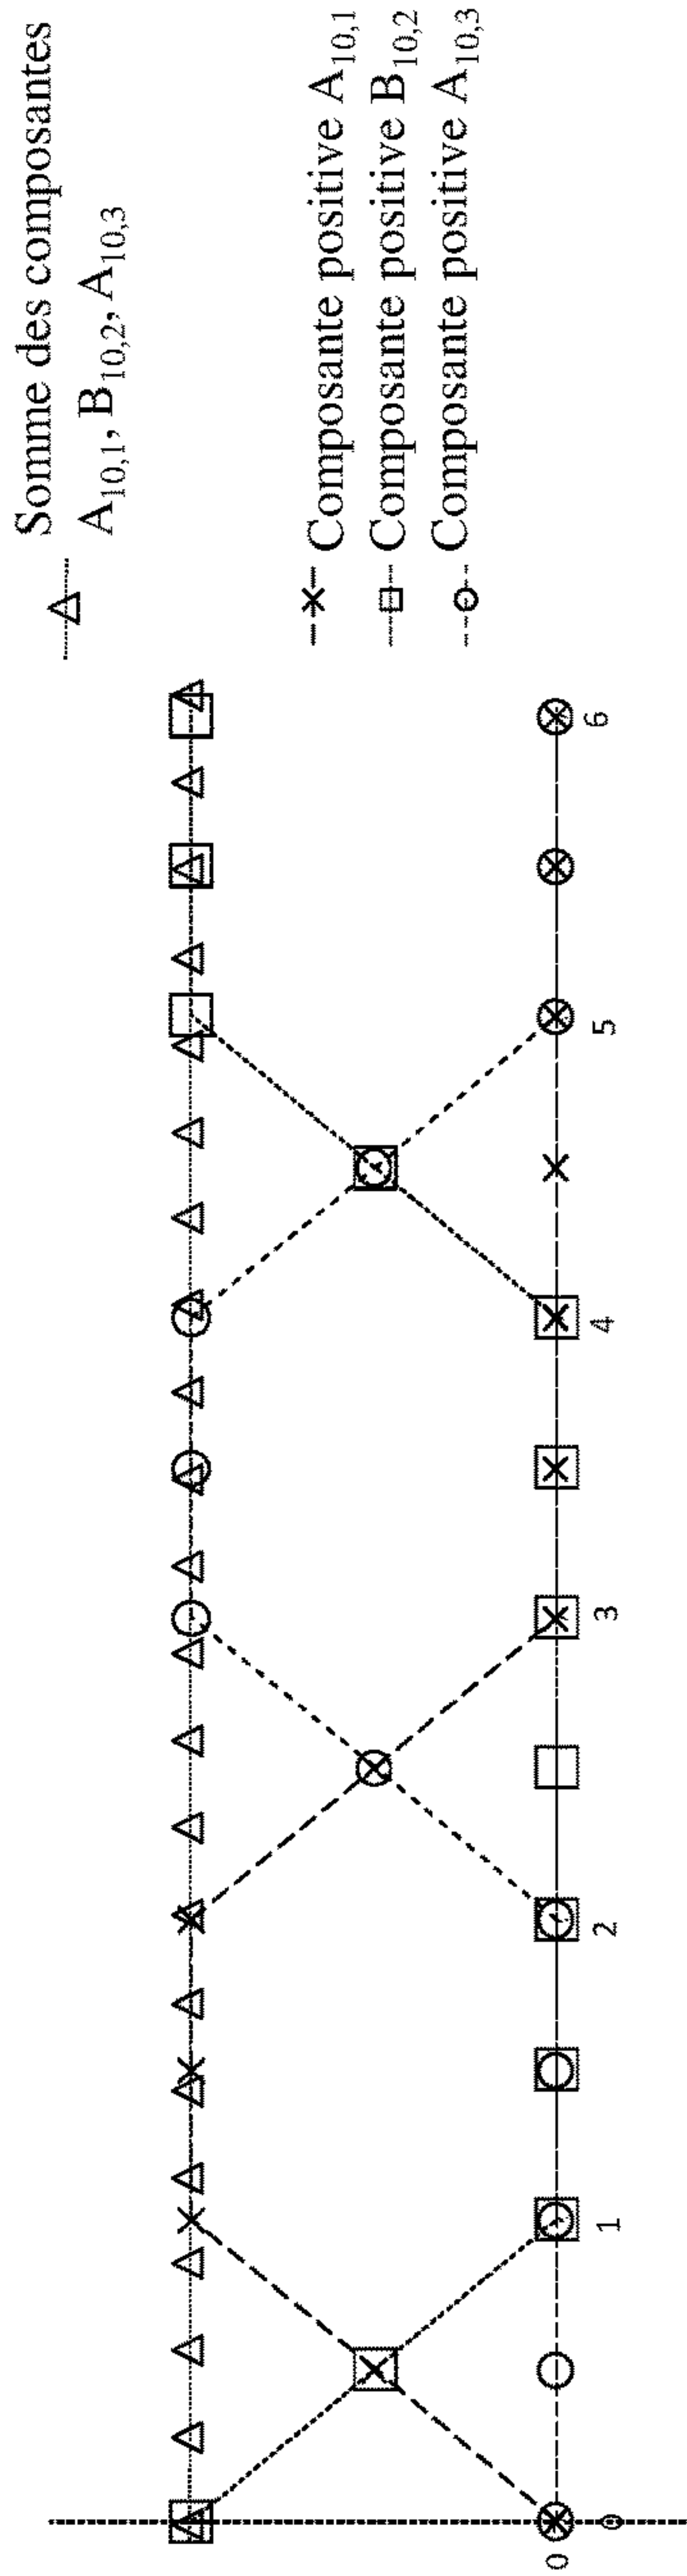 Somme des composantes
A10,1, B10,2, A10,3
Composante positive A10,1
Composante positive B10,2
Composante positive A10,3
0
0 1 2 3 4 5 6